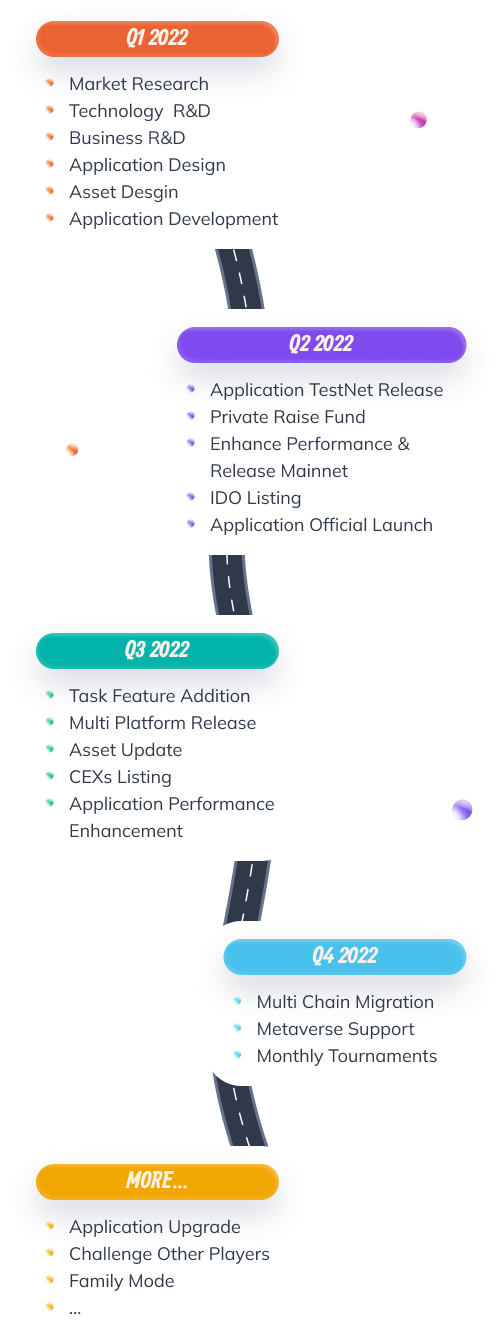 Q1 2022
Market Research
Technology  R&D
Business R&D
Application Design
Asset Desgin
Application Development
Q2 2022
Application TestNet Release
Private Raise Fund
Enhance Performance &
Release Mainnet
IDO Listing
Application Official Launch
Q3 2022
Task Feature Addition
Multi Platform Release
Asset Update
CEXs Listing
Application Performance
Enhancement
Q4 2022
Multi Chain Migration
Metaverse Support
Monthly Tournaments
MORE...
Application Upgrade
Challenge Other Players
Family Mode
...